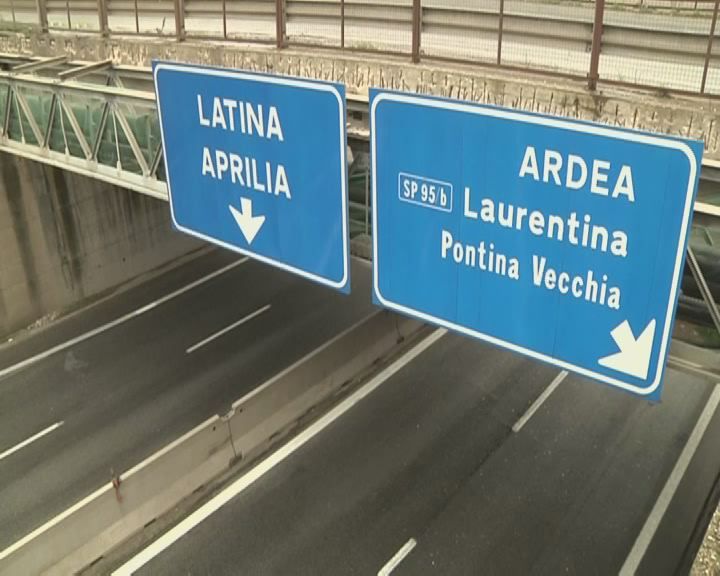 LATINA
APRILIA
ARDEA
SP 95/b Laurentina
Pontina Vecchia